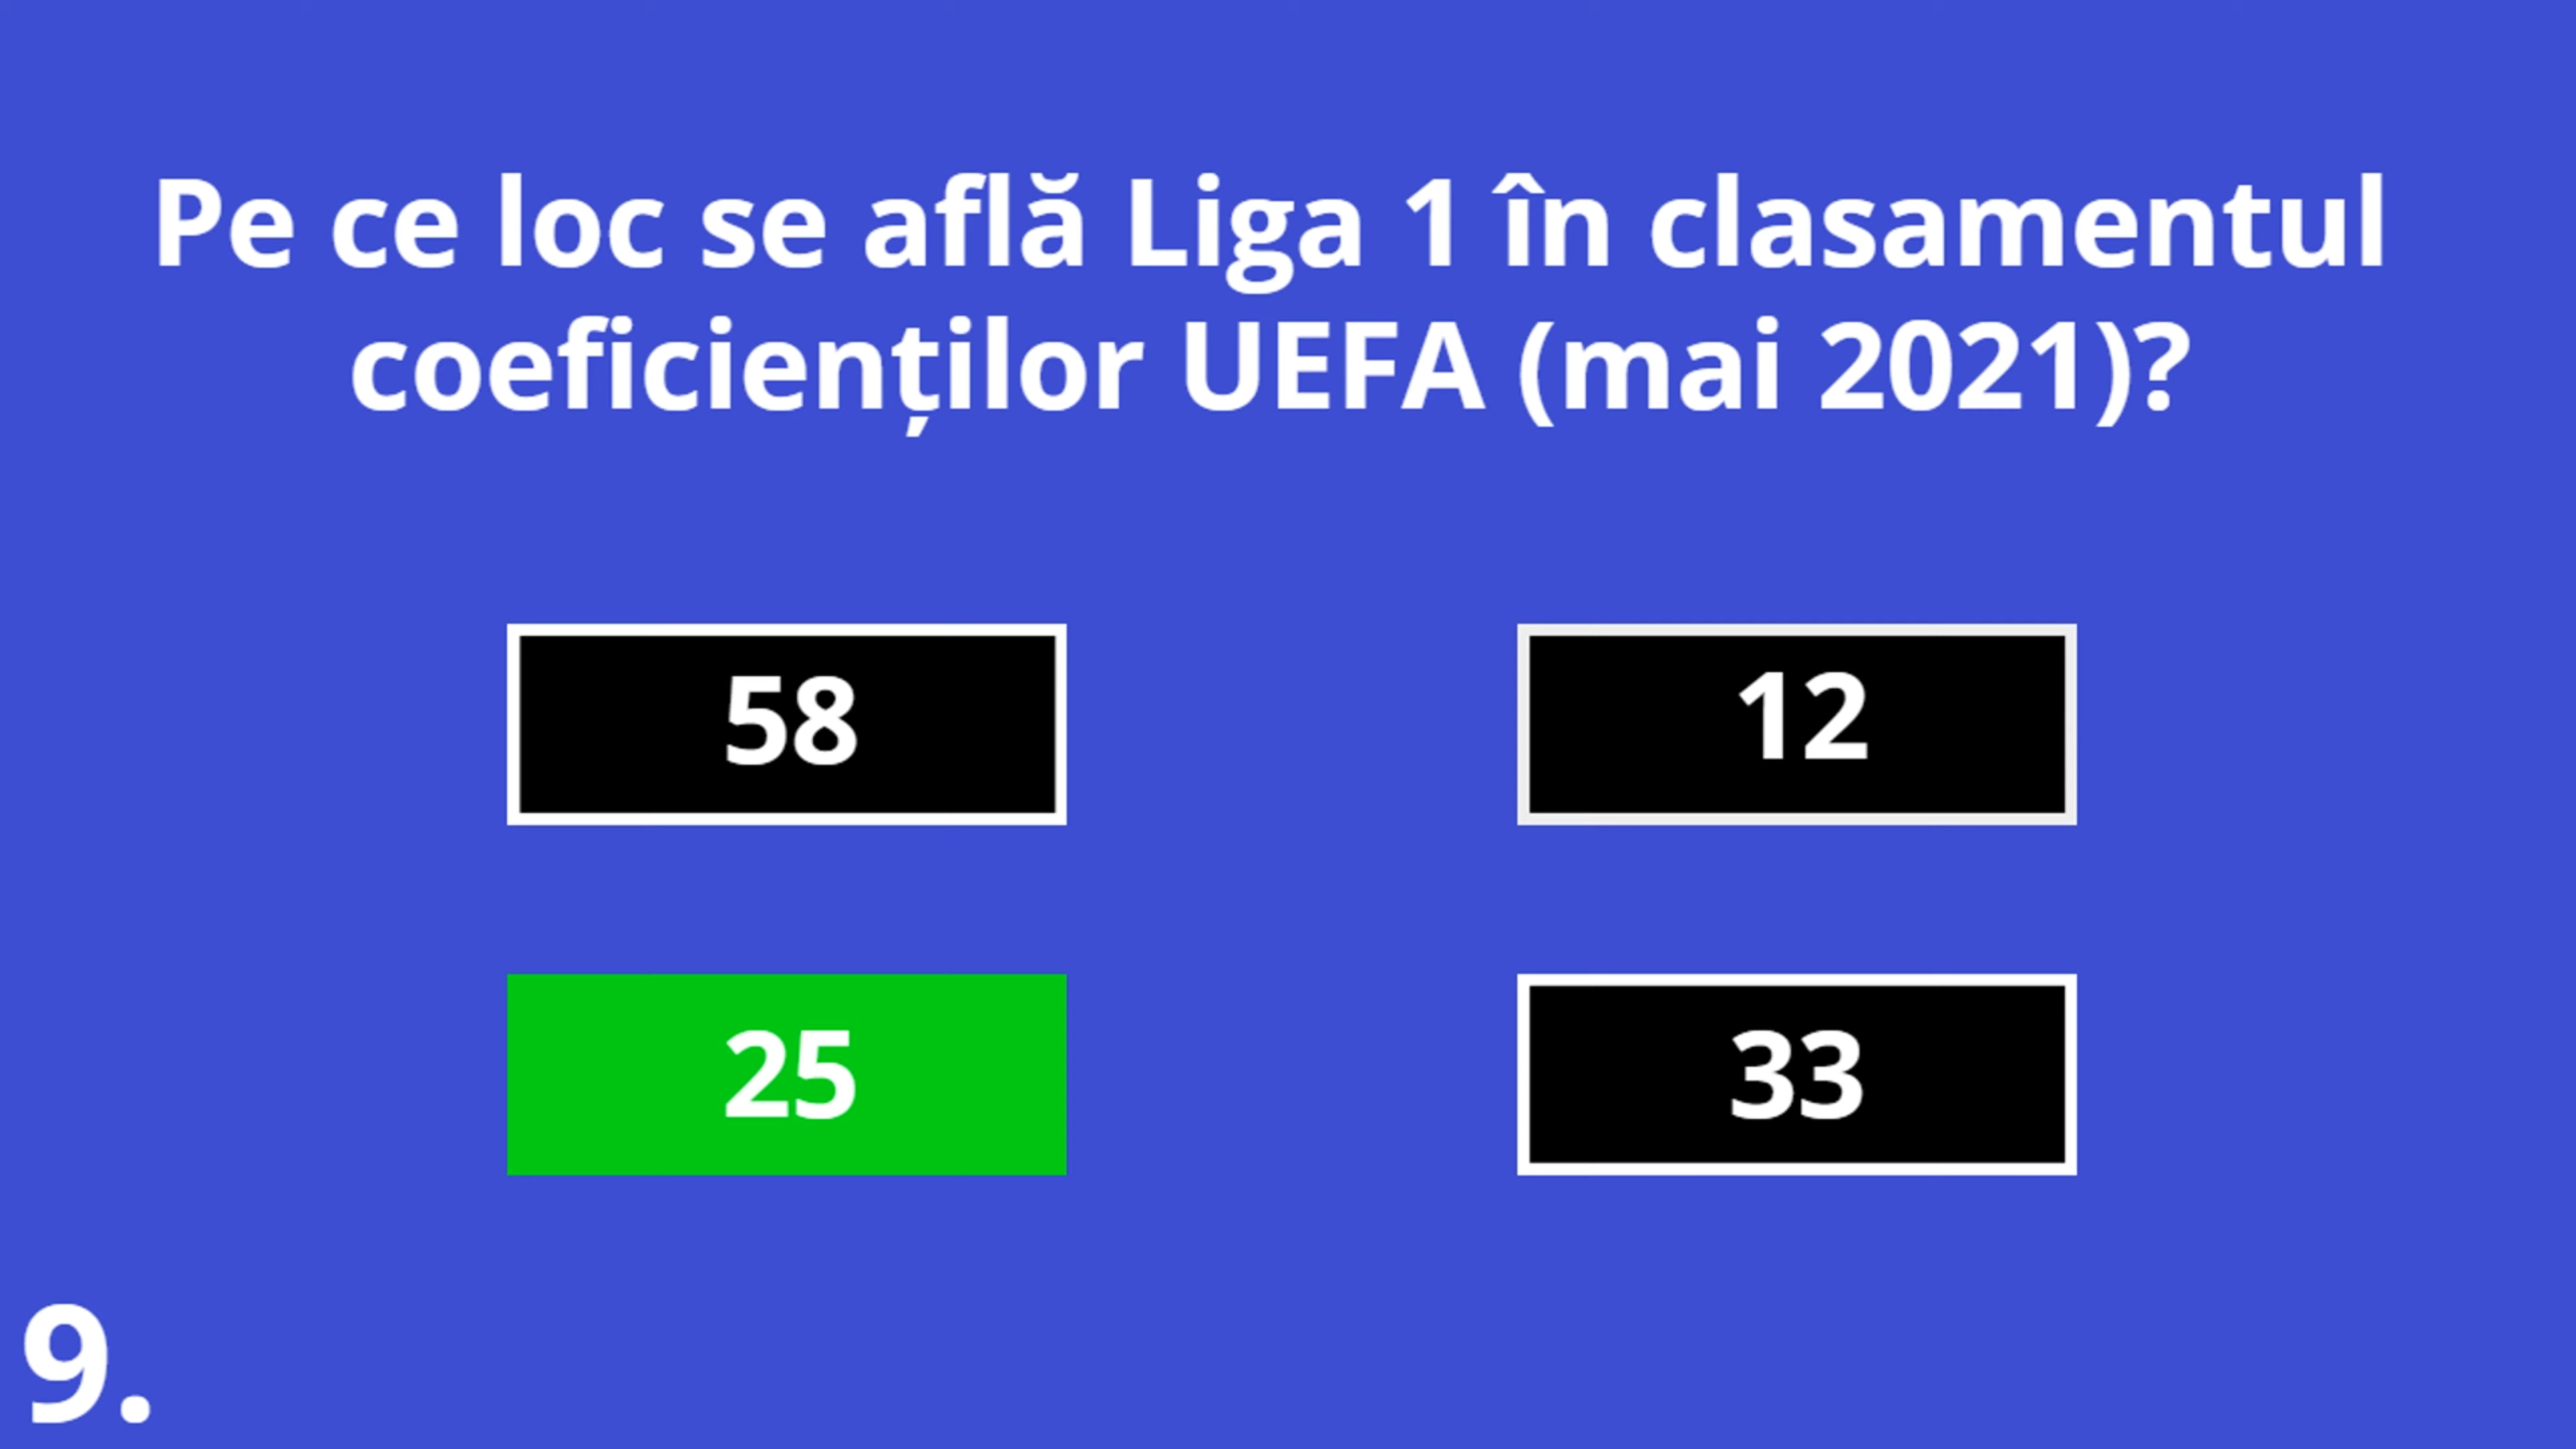 Pe ce loc se află Liga 1 în clasamentul
coeficienților UEFA (mai 2021)?
58
12
25
33
9.